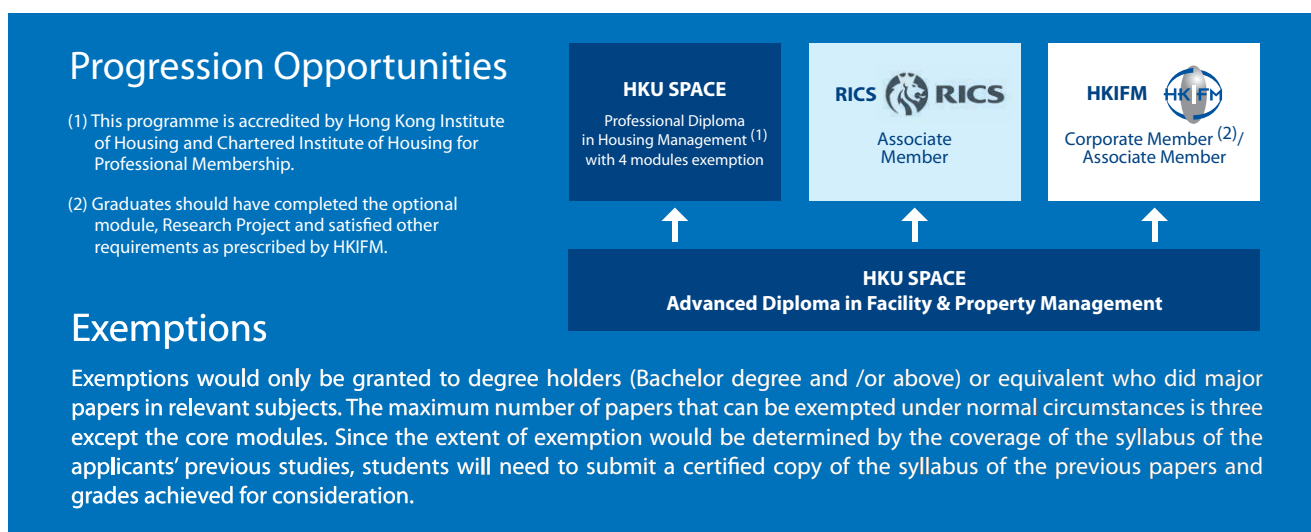 Progression Opportunities
(1) This programme is accredited by Hong Kong Institute
of Housing and Chartered Institute of Housing for
Professional Membership.
(2) Graduates should have completed the optional
module, Research Project and satisfied other
requirements as prescribed by HKIFM.
HKU SPACE
Professional Diploma
in Housing Management (1)
with 4 modules exemption
RICS RICS
Associate
Member
HKIFM HKIFM
Corporate Member (2)/
Associate Member
HKU SPACE
Advanced Diploma in Facility & Property Management
Exemptions
Exemptions would only be granted to degree holders (Bachelor degree and /or above) or equivalent who did major
papers in relevant subjects. The maximum number of papers that can be exempted under normal circumstances is three
except the core modules. Since the extent of exemption would be determined by the coverage of the syllabus of the
applicants' previous studies, students will need to submit a certified copy of the syllabus of the previous papers and
grades achieved for consideration.